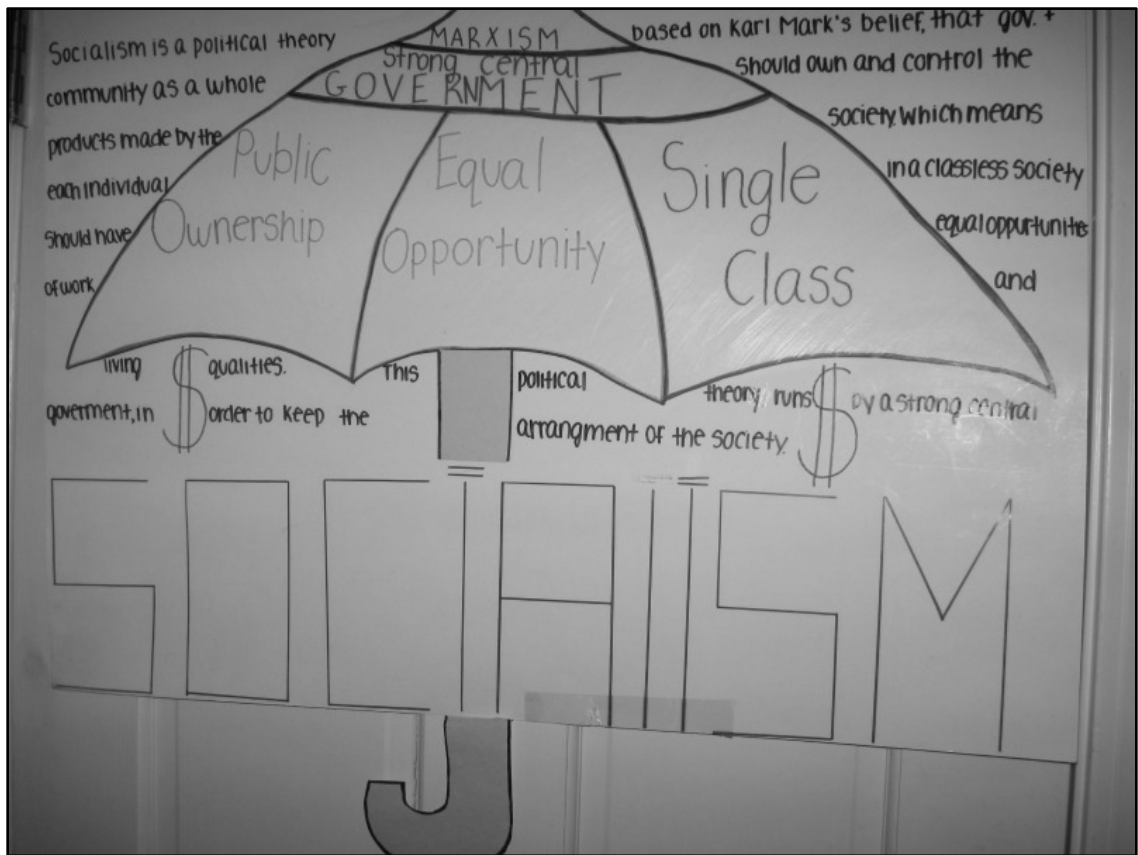 Socialism is a political theory based on Karl Mark's belief, that gov. +
MARXISM
community as a whole should own and control the
Strong central
GOVERNMENT
products made by the society. which means
each individual in a classless society
Public Ownership
Equal Opportunity
Single Class
should have equal oppurtunites
of work and
living $ qualities. This political theory runs $ by a strong central
goverment, in order to keep the arrangment of the society.
SOCIALISM